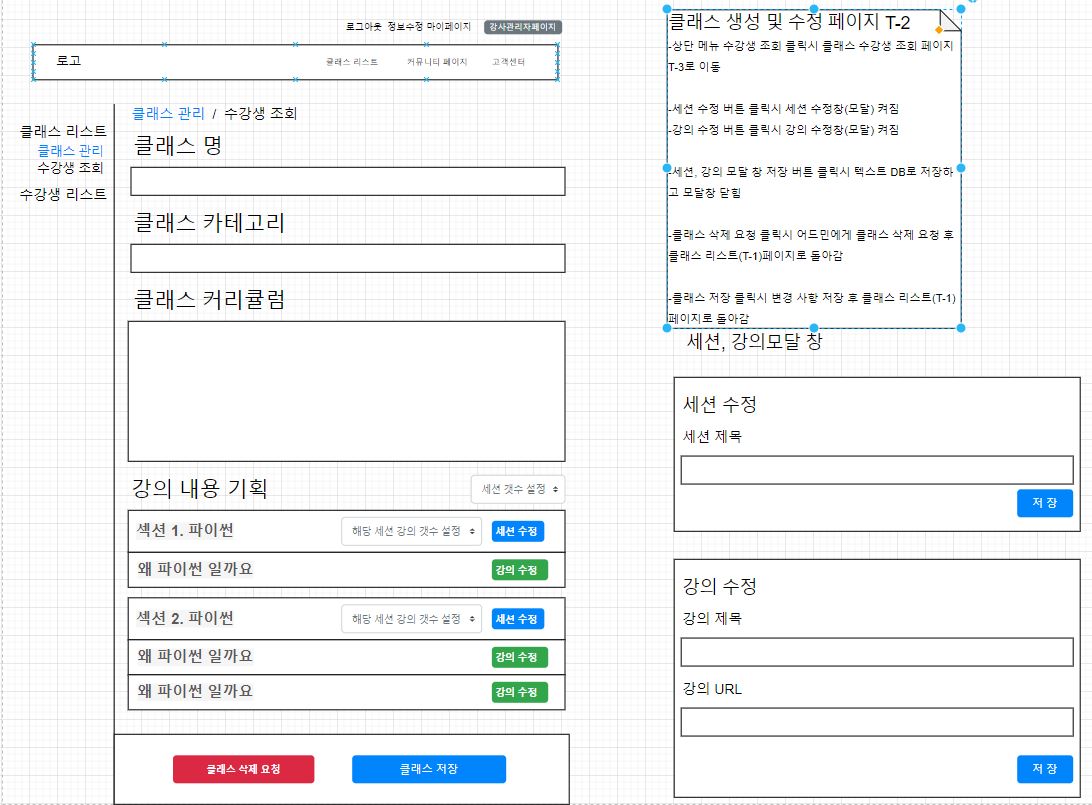 로그아웃 정보수정 마이페이지 강사관리자페이지
로고
클래스 리스트 커뮤니티 페이지 고객센터
클래스 관리 / 수강생 조회
클래스 리스트
클래스 관리
수강생 조회
수강생 리스트
클래스 명
클래스 카테고리
클래스 커리큘럼
강의 내용 기획
세션 갯수 설정
섹션 1. 파이썬
해당 세션 강의 갯수 설정
세션 수정
왜 파이썬 일까요
강의 수정
섹션 2. 파이썬
해당 세션 강의 갯수 설정
세션 수정
왜 파이썬 일까요
강의 수정
왜 파이썬 일까요
강의 수정
클래스 삭제 요청
클래스 저장
클래스 생성 및 수정 페이지 T-2
-상단 메뉴 수강생 조회 클릭시 클래스 수강생 조회 페이지
T-3로 이동
-세션 수정 버튼 클릭시 세션 수정창(모달) 켜짐
-강의 수정 버튼 클릭시 강의 수정창(모달) 켜짐
-세션, 강의 모달 창 저장 버튼 클릭시 텍스트 DB로 저장하
고 모달창 닫힘
-클래스 삭제 요청 클릭시 어드민에게 클래스 삭제 요청 후
클래스 리스트(T-1)페이지로 돌아감
-클래스 저장 클릭시 변경 사항 저장 후 클래스 리스트(T-1)
페이지로 돌아감
세션, 강의모달 창
세션 수정
세션 제목
저 장
강의 수정
강의 제목
강의 URL
저 장